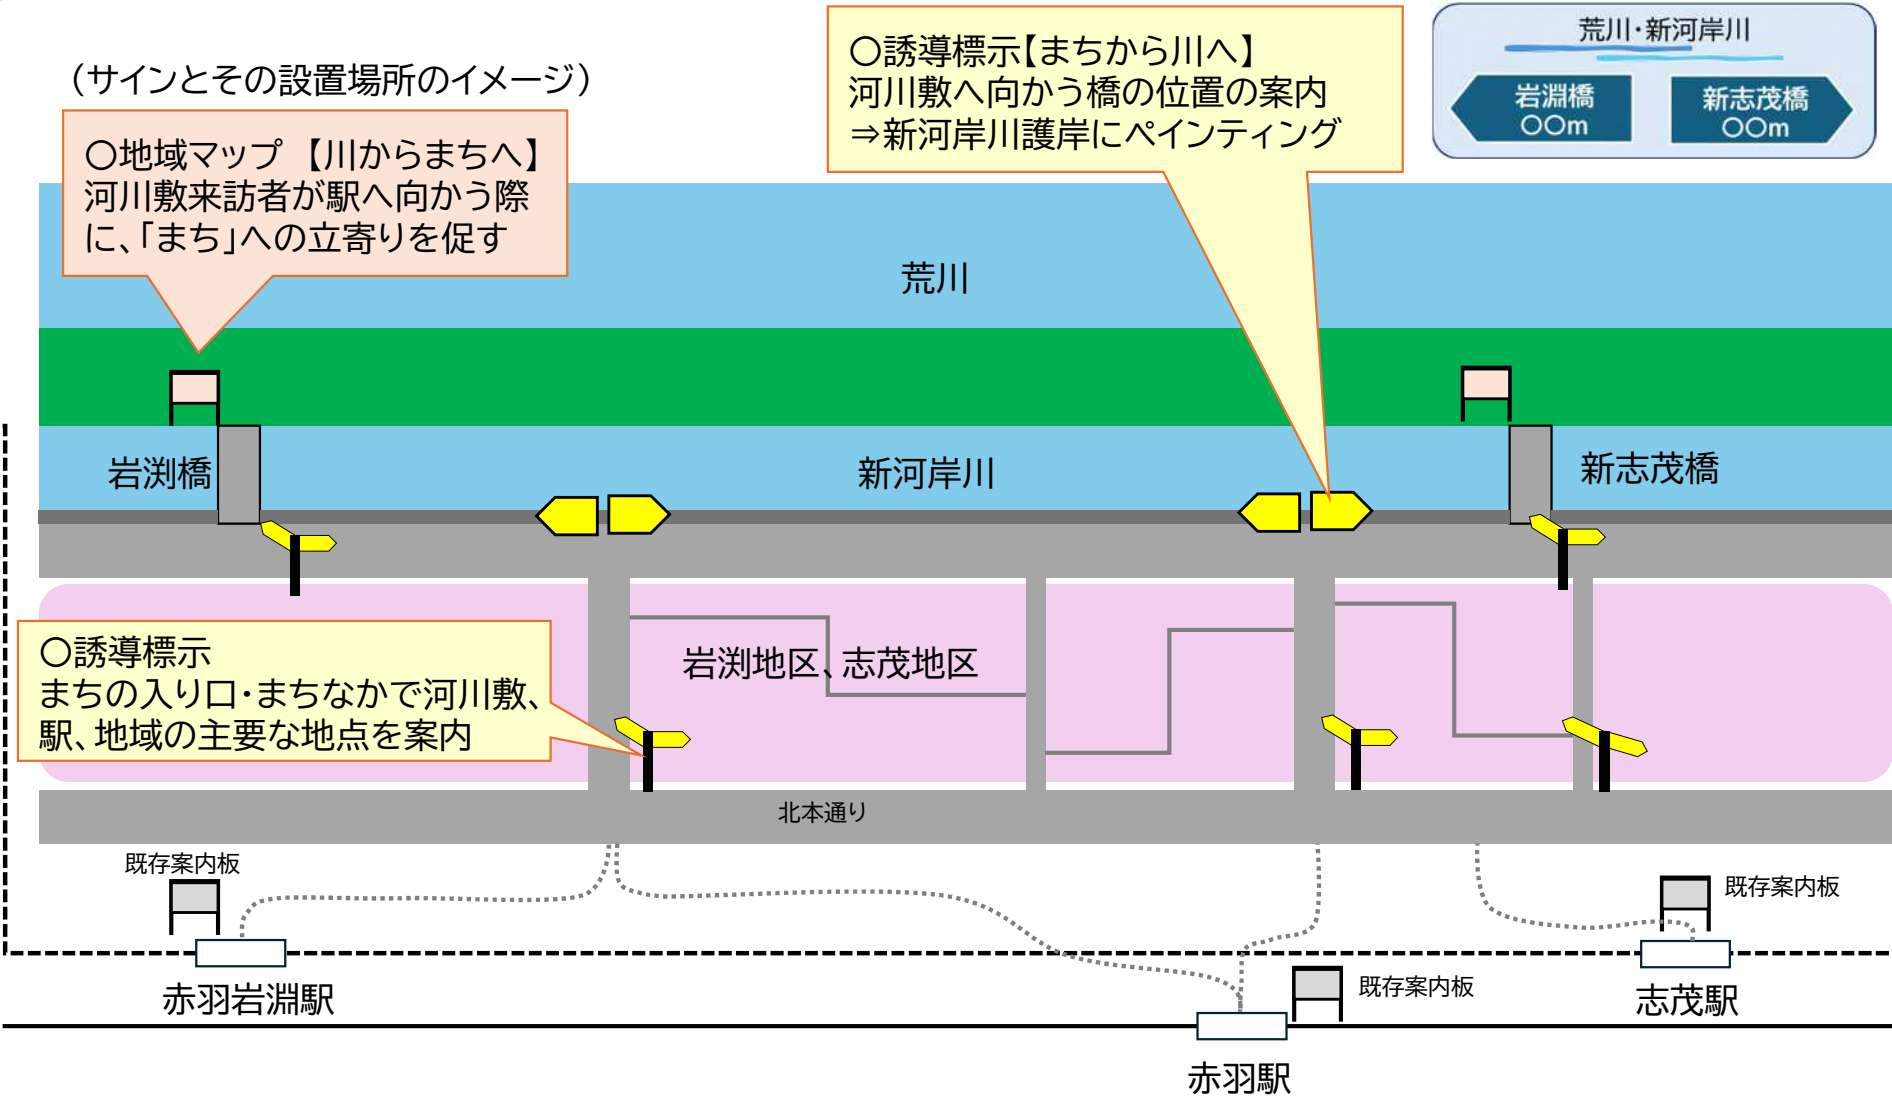 （サインとその設置場所のイメージ）
〇地域マップ 【川からまちへ】
河川敷来訪者が駅へ向かう際
に、「まち」への立寄りを促す
〇誘導標示【まちから川へ】
河川敷へ向かう橋の位置の案内
⇒新河岸川護岸にペインティング
荒川・新河岸川
岩淵橋
〇〇m
新志茂橋
〇〇m
荒川
岩渕橋
新河岸川
新志茂橋
〇誘導標示
まちの入り口・まちなかで河川敷、
駅、地域の主要な地点を案内
岩渕地区、志茂地区
北本通り
既存案内板
既存案内板
赤羽岩淵駅
既存案内板
志茂駅
赤羽駅